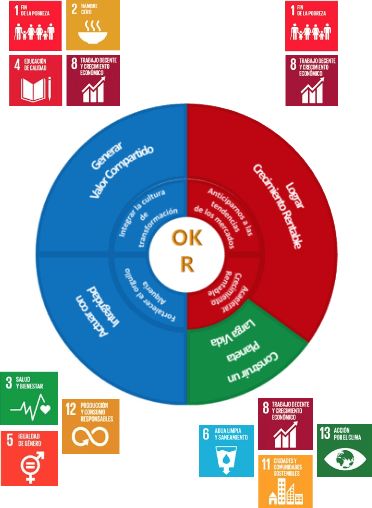 1 FIN
DE LA POBREZA
2 HAMBRE
CERO
1 FIN
DE LA POBREZA
4 EDUCACIÓN
DE CALIDAD
8 TRABAJO DECENTE
Y CRECIMIENTO
ECONÓMICO
8 TRABAJO DECENTE
Y CRECIMIENTO
ECONÓMICO
Generar
Valor Compartido
Lograr
Crecimiento Rentable
Integrar la cultura
de
transformación
Anticiparnos a las
tendencias
de los mercados
OK
R
Fortalecer el orgullo
Alquería
Acelerar
Crecimiento
Rentable
Actuar con
Integridad
Construir un
Planeta
Larga Vida
3 SALUD
Y BIENESTAR
12 PRODUCCIÓN
Y CONSUMO
RESPONSABLES
5 IGUALDAD
DE GÉNERO
6 AGUA LIMPIA
Y SANEAMIENTO
8 TRABAJO DECENTE
Y CRECIMIENTO
ECONÓMICO
13 ACCIÓN
POR EL CLIMA
11 CIUDADES Y
COMUNIDADES
SOSTENIBLES